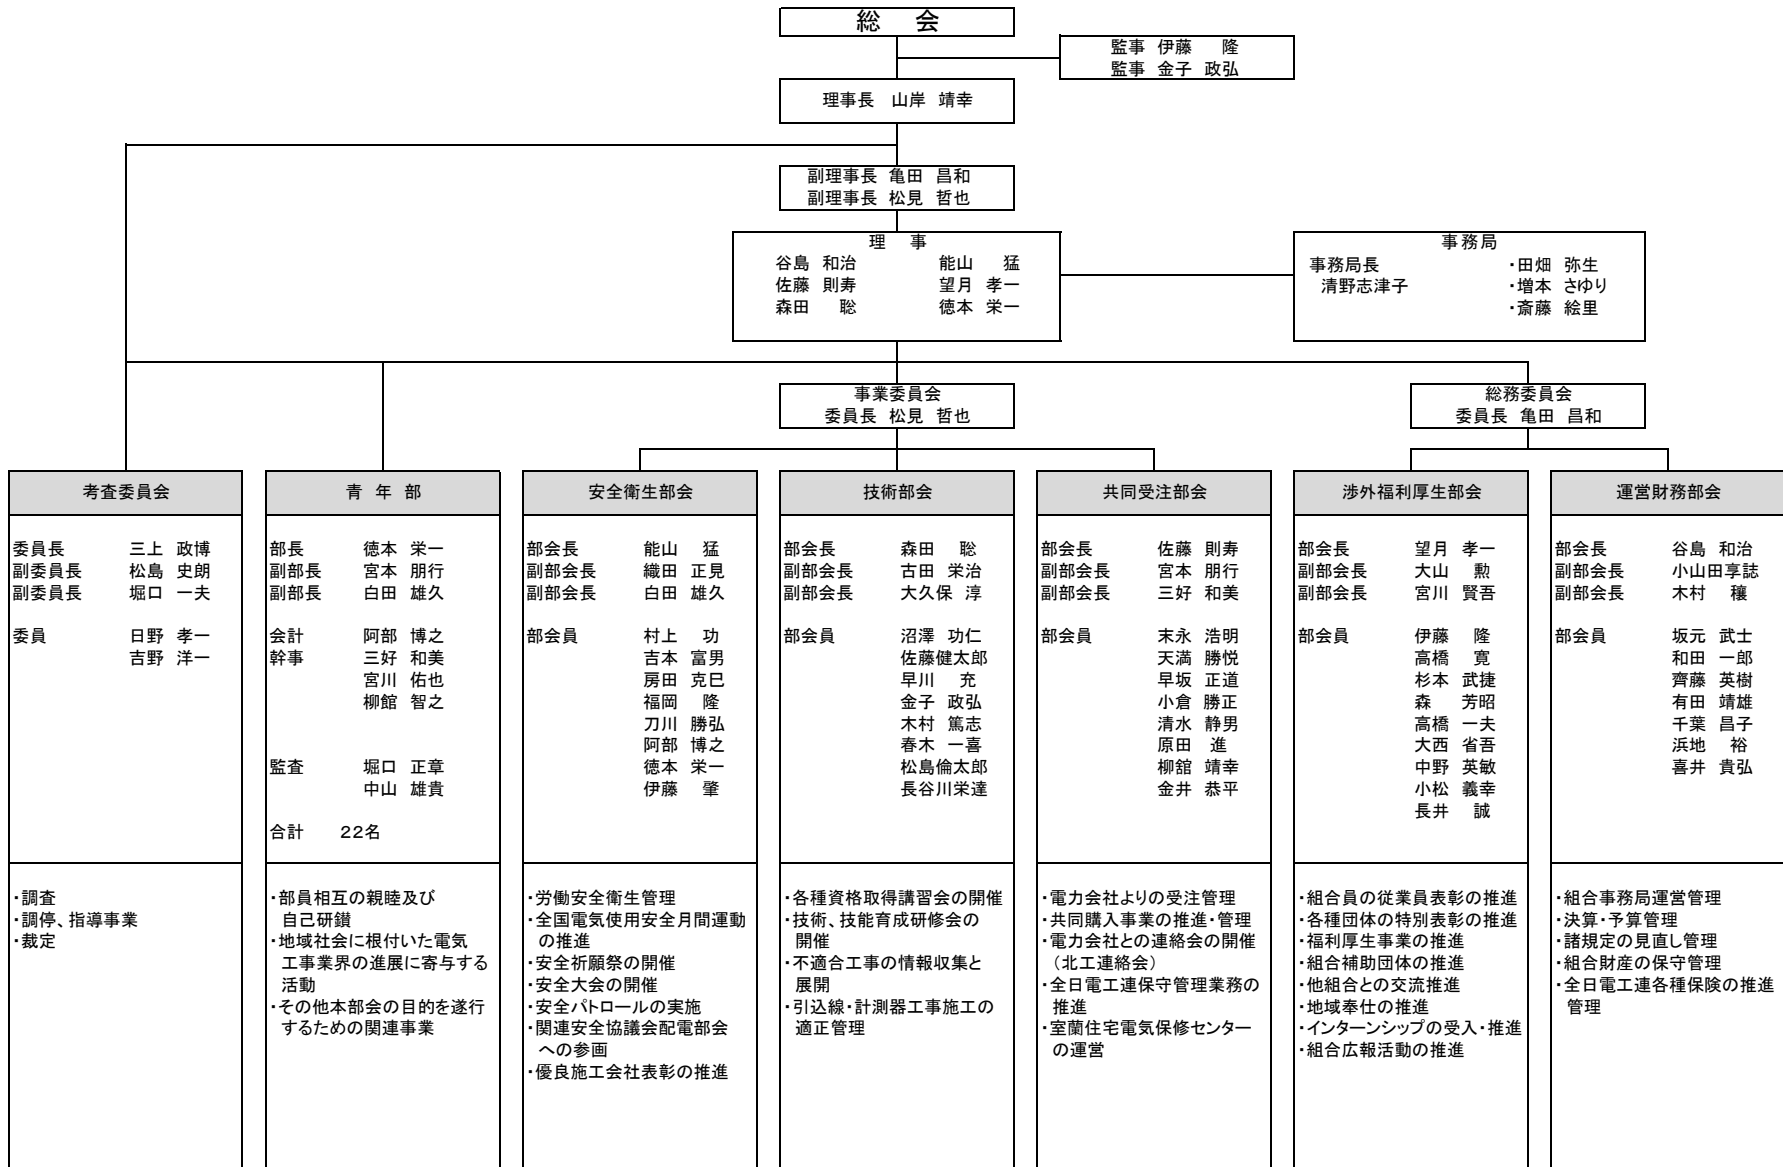 総 会
監事 伊藤 隆
監事 金子 政弘
理事長 山岸 靖幸
副理事長 亀田 昌和
副理事長 松見 哲也
理 事
谷島 和治 能山 猛
佐藤 則寿 望月 孝一
森田 聡 徳本 栄一
事務局
事務局長 ・田畑 弥生
清野志津子 ・増本 さゆり
・斎藤 絵里
事業委員会
委員長 松見 哲也
総務委員会
委員長 亀田 昌和
考査委員会
委員長 三上 政博
副委員長 松島 史朗
副委員長 堀口 一夫
委員 日野 孝一
吉野 洋一
・調査
・調停、指導事業
・裁定
青 年 部
部長 徳本 栄一
副部長 宮本 朋行
副部長 白田 雄久
会計 阿部 博之
幹事 三好 和美
宮川 佑也
柳館 智之
監査 堀口 正章
中山 雄貴
合計 22名
・部員相互の親睦及び
自己研鑚
・地域社会に根付いた電気
工事業界の進展に寄与する
活動
・その他本部会の目的を遂行
するための関連事業
安全衛生部会
部会長 能山 猛
副部会長 織田 正見
副部会長 白田 雄久
部会員 村上 功
吉本 富男
房田 克巳
福岡 隆
刀川 勝弘
阿部 博之
徳本 栄一
伊藤 肇
・労働安全衛生管理
・全国電気使用安全月間運動
の推進
・安全祈願祭の開催
・安全大会の開催
・安全パトロールの実施
・関連安全協議会配電部会
への参画
・優良施工会社表彰の推進
技術部会
部会長 森田 聡
副部会長 古田 栄治
副部会長 大久保 淳
部会員 沼澤 功仁
佐藤健太郎
早川 充
金子 政弘
木村 篤志
春木 一喜
松島倫太郎
長谷川栄達
・各種資格取得講習会の開催
・技術、技能育成研修会の
開催
・不適合工事の情報収集と
展開
・引込線・計測器工事施工の
適正管理
共同受注部会
部会長 佐藤 則寿
副部会長 宮本 朋行
副部会長 三好 和美
部会員 末永 浩明
天満 勝悦
早坂 正道
小倉 勝正
清水 静男
原田 進
柳舘 靖幸
金井 恭平
・電力会社よりの受注管理
・共同購入事業の推進・管理
・電力会社との連絡会の開催
(北工連絡会)
・全日電工連保守管理業務の
推進
・室蘭住宅電気保修センター
の運営
渉外福利厚生部会
部会長 望月 孝一
副部会長 大山 勲
副部会長 宮川 賢吾
部会員 伊藤 隆
高橋 寛
杉本 武捷
森 芳昭
高橋 一夫
大西 省吾
中野 英敏
小松 義幸
長井 誠
・組合員の従業員表彰の推進
・各種団体の特別表彰の推進
・福利厚生事業の推進
・組合補助団体の推進
・他組合との交流推進
・地域奉仕の推進
・インターンシップの受入・推進
・組合広報活動の推進
運営財務部会
部会長 谷島 和治
副部会長 小山田享誌
副部会長 木村 穰
部会員 坂元 武士
和田 一郎
齊藤 英樹
有田 靖雄
千葉 昌子
浜地 裕
喜井 貴弘
・組合事務局運営管理
・決算・予算管理
・諸規定の見直し管理
・組合財産の保守管理
・全日電工連各種保険の推進
管理